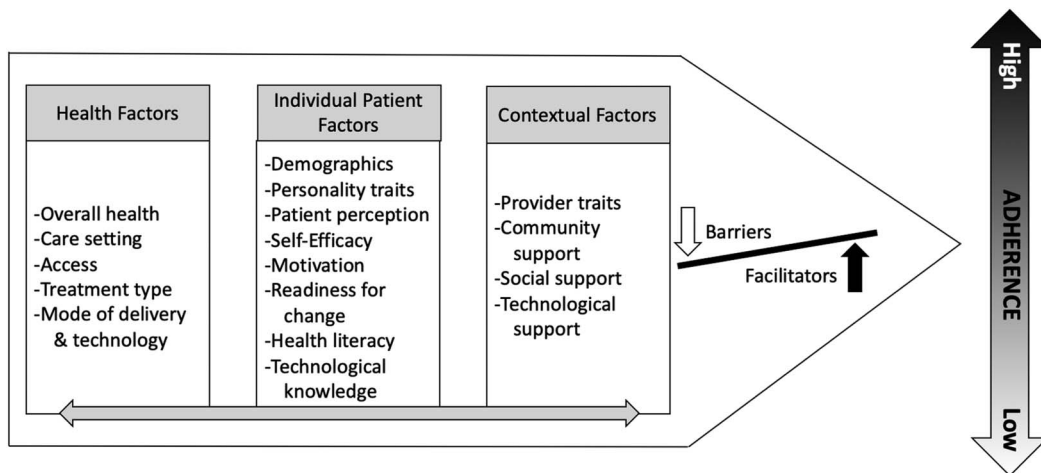 Health Factors
-Overall health
-Care setting
-Access
-Treatment type
-Mode of delivery
& technology
Individual Patient
Factors
-Demographics
-Personality traits
-Patient perception
-Self-Efficacy
-Motivation
-Readiness for
change
-Health literacy
-Technological
knowledge
Contextual Factors
-Provider traits
-Community
support
-Social support
-Technological
support
Barriers
Facilitators
High
ADHERENCE
Low